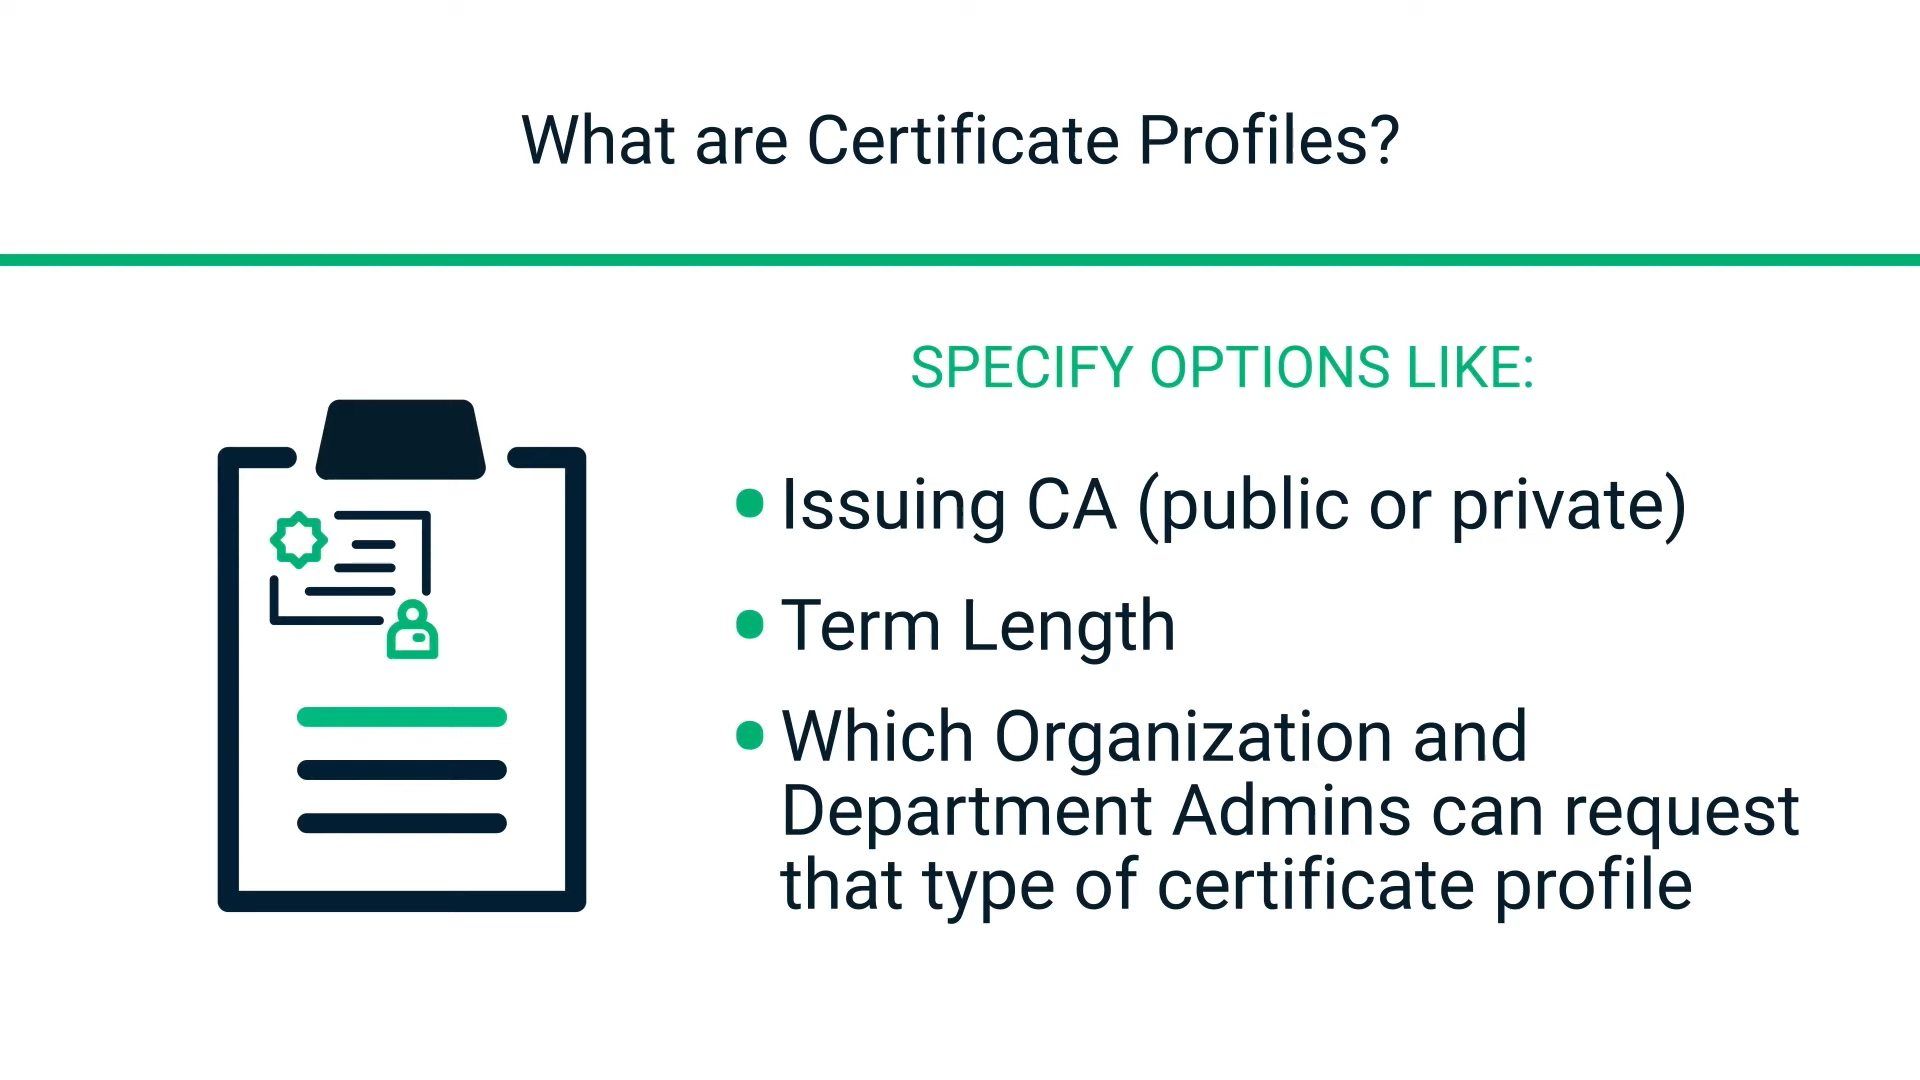 What are Certificate Profiles?
SPECIFY OPTIONS LIKE:
• Issuing CA (public or private)
• Term Length
• Which Organization and
Department Admins can request
that type of certificate profile